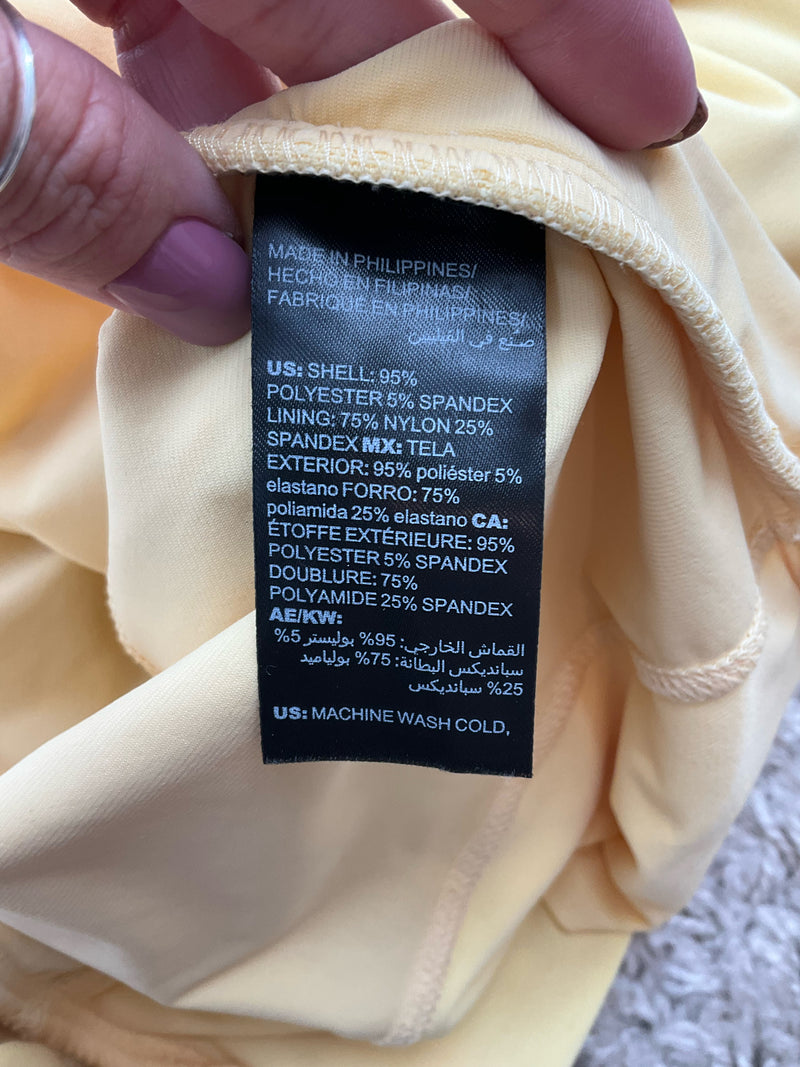 MADE IN PHILIPPINES/
HECHO EN FILIPINAS/
FABRIQUÉ EN PHILIPPINES/
صنع في الفلبين
US: SHELL: 95%
POLYESTER 5% SPANDEX
LINING: 75% NYLON 25%
SPANDEX MX: TELA
EXTERIOR: 95% poliéster 5%
elastano FORRO: 75%
poliamida 25% elastano CA:
ÉTOFFE EXTÉRIEURE: 95%
POLYESTER 5% SPANDEX
DOUBLURE: 75%
POLYAMIDE 25% SPANDEX
AE/KW:
القماش الخارجي: 95% بوليستر 5%
سبانديكس البطانة: 75% بولياميد
25% سبانديكس
US: MACHINE WASH COLD,